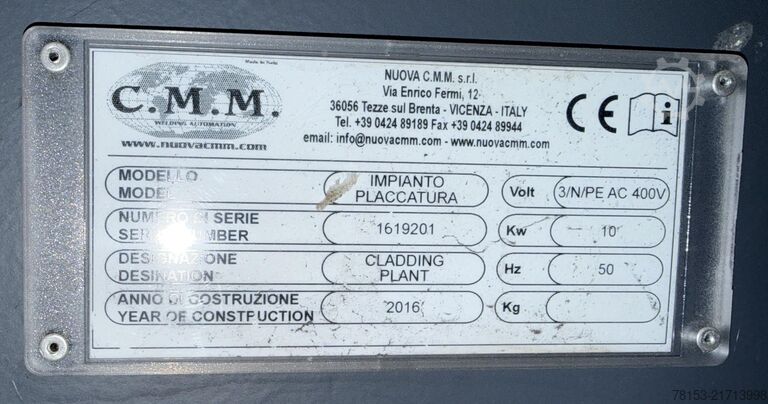 Made in Italy
C.M.M.
WELDING AUTOMATION
www.nuovacmm.com
NUOVA C.M.M. s.r.l.
Via Enrico Fermi, 12
36056 Tezze sul Brenta - VICENZA - ITALY
Tel. +39 0424 89189 Fax +39 0424 89944
email: info@nuovacmm.com - www.nuovacmm.com
CE
i
MODELLO
MODEL
IMPIANTO
PLACCATURA
Volt
3/N/PE AC 400V
NUMERO DI SERIE
SERIAL NUMBER
1619201
Kw
10
DESIGNAZIONE
DESINATION
CLADDING
PLANT
Hz
50
ANNO DI COSTRUZIONE
YEAR OF CONSTPUCTION
2016
Kg
78153-21713998